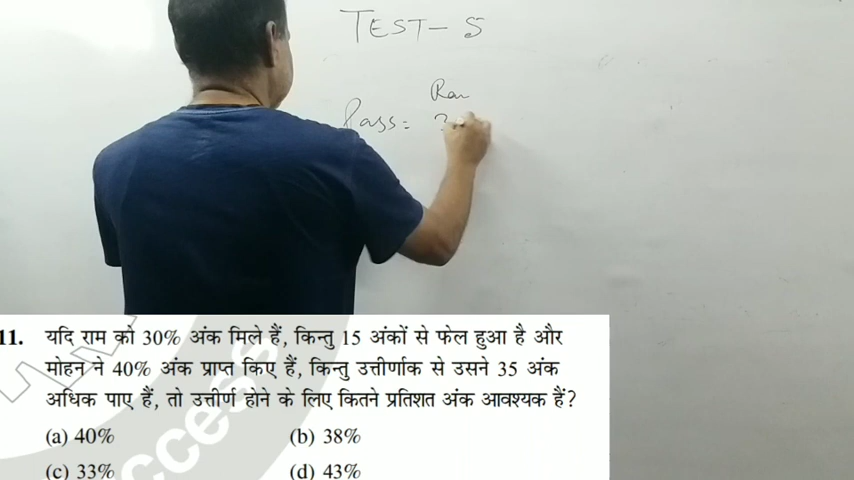 TEST - 5
Ram
Pass =
11. यदि राम को 30% अंक मिले हैं, किन्तु 15 अंकों से फेल हुआ है और
मोहन ने 40% अंक प्राप्त किए हैं, किन्तु उत्तीर्णांक से उसने 35 अंक
अधिक पाए हैं, तो उत्तीर्ण होने के लिए कितने प्रतिशत अंक आवश्यक हैं?
(a) 40% (b) 38%
(c) 33% (d) 43%
ccess